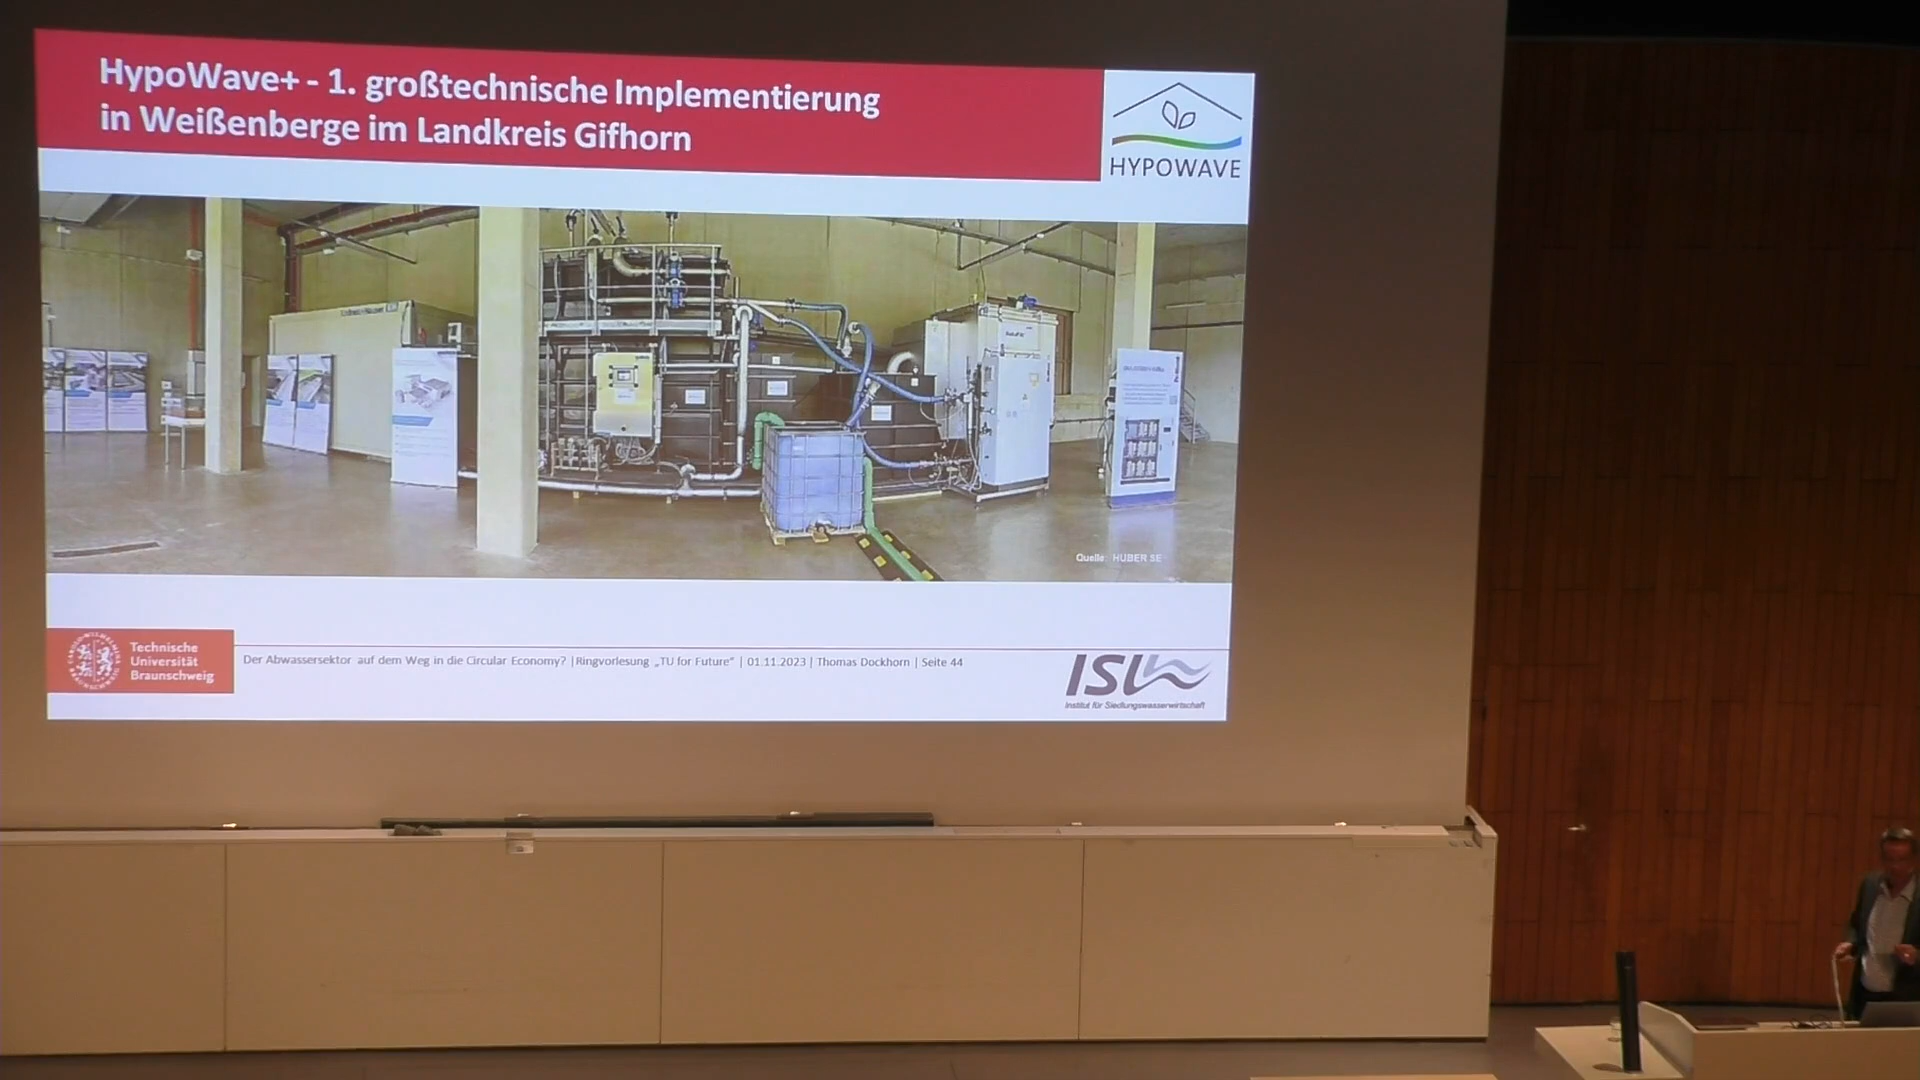 HypoWave+ - 1. großtechnische Implementierung
in Weißenberge im Landkreis Gifhorn
HYPOWAVE
Quelle: HUBER SE
Technische
Universität
Braunschweig
Der Abwassersektor auf dem Weg in die Circular Economy? |Ringvorlesung „TU for Future“ | 01.11.2023 | Thomas Dockhorn | Seite 44
ISW
Institut für Siedlungswasserwirtschaft